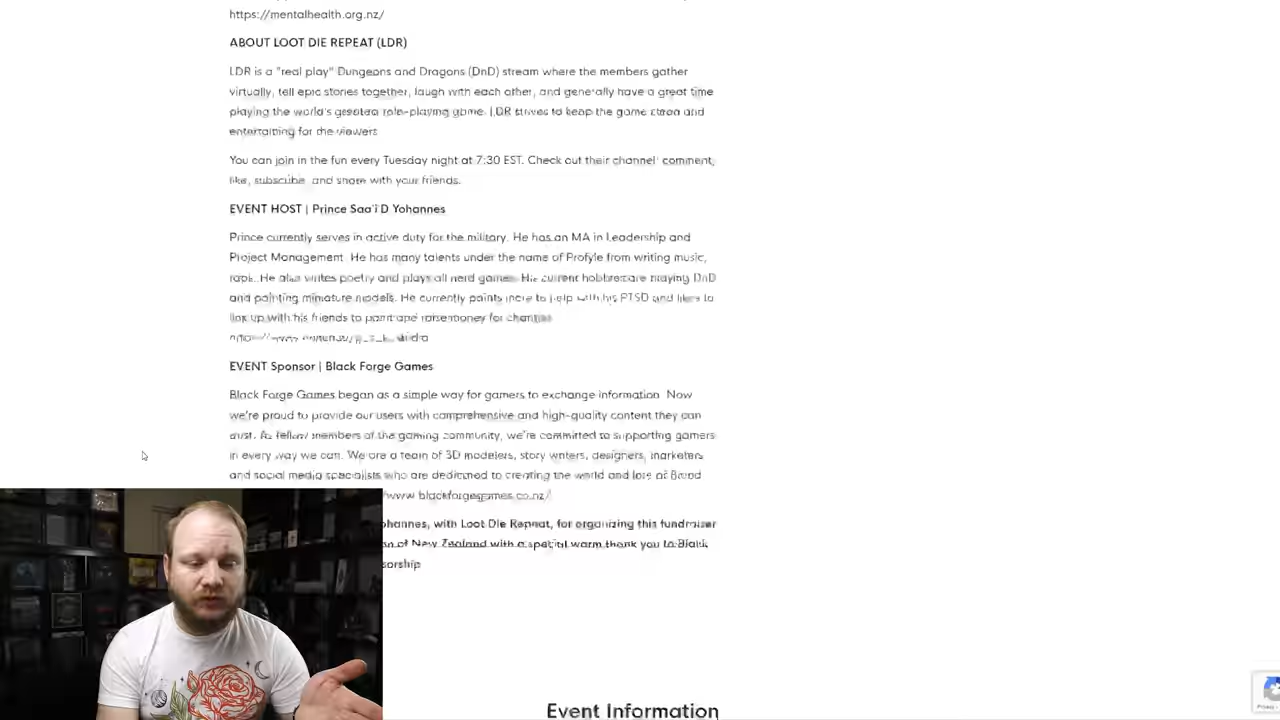 https://mentalhealth.org.nz/
ABOUT LOOT DIE REPEAT (LDR)
LDR is a "real play" Dungeons and Dragons (DnD) stream where the members gather
virtually, tell epic stories together, laugh with each other, and generally have a great time
playing the world's greatest role-playing game. LDR strives to keep the game clean and
entertaining for the viewers
You can join in the fun every Tuesday night at 7:30 EST. Check out their channel comment,
like, subscribe, and share with your friends.
EVENT HOST | Prince Saa'i'D Yohannes
Prince currently serves in active duty for the military. He has an MA in Leadership and
Project Management. He has many talents under the name of Profyle from writing music,
rap. He also writes poetry and plays all nerd games. His current hobbies are playing DnD
and painting miniature models. He currently paints more to help with his PTSD and likes to
link up with his friends to paint and raise money for charities
EVENT Sponsor | Black Forge Games
Black Forge Games began as a simple way for gamers to exchange information. Now
we're proud to provide our users with comprehensive and high-quality content they can
trust. As fellow members of the gaming community, we're committed to supporting gamers
in every way we can. We are a team of 3D modelers, story writers, designers, marketers
and social media specialists who are dedicated to creating the world and lore of
/www.blackforgegames.co.nz/
ohannes, with Loot Die Repeat, for organizing this fundraiser
on of New Zealand with a special warm thank you to Black
sorship
Event Information